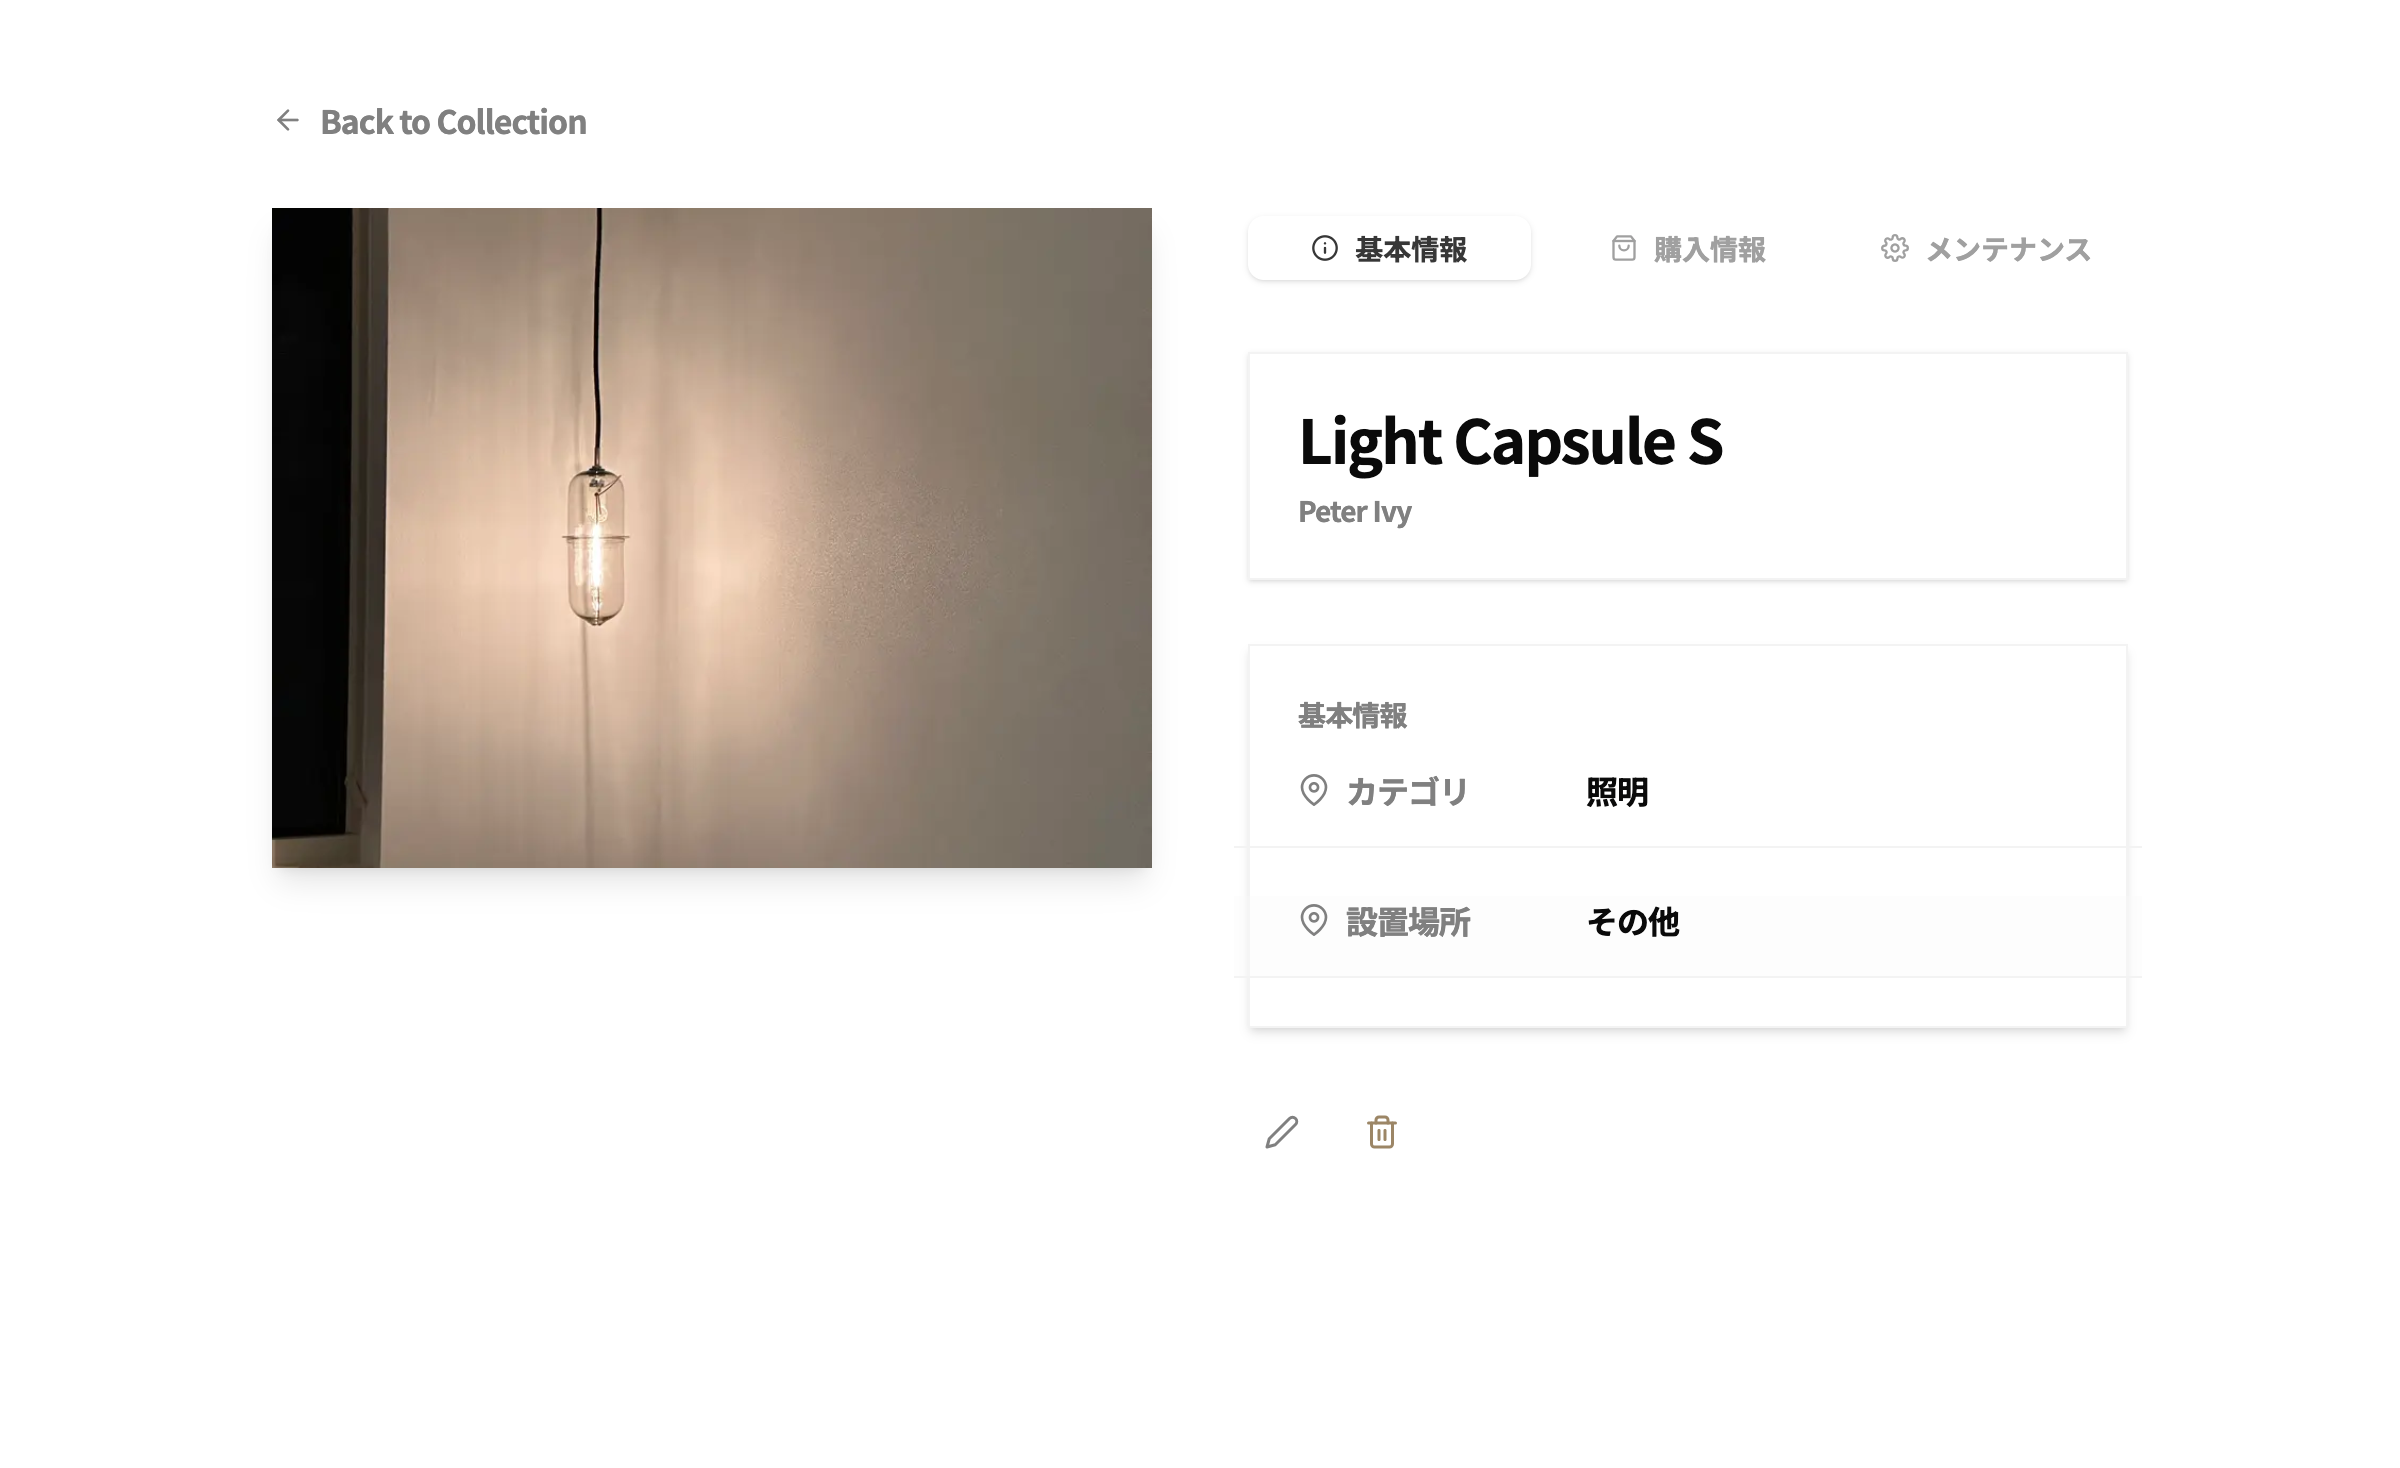 Back to Collection
基本情報
購入情報
メンテナンス
Light Capsule S
Peter Ivy
基本情報
カテゴリ 照明
設置場所 その他